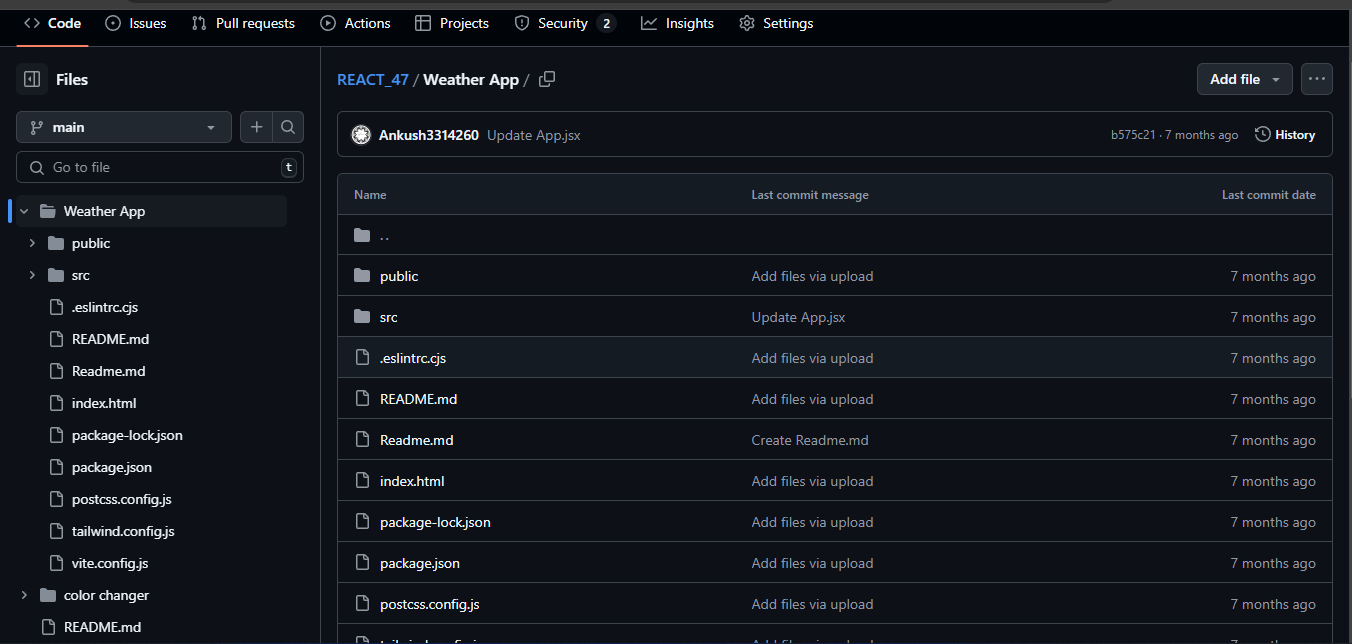 Code Issues Pull requests Actions Projects Security 2 Insights Settings
Files
main
Go to file t
Weather App
public
src
.eslintrc.cjs
README.md
Readme.md
index.html
package-lock.json
package.json
postcss.config.js
tailwind.config.js
vite.config.js
color changer
README.md
REACT_47 / Weather App /
Add file
Ankush3314260 Update App.jsx b575c21 · 7 months ago History
Name Last commit message Last commit date
..
public Add files via upload 7 months ago
src Update App.jsx 7 months ago
.eslintrc.cjs Add files via upload 7 months ago
README.md Add files via upload 7 months ago
Readme.md Create Readme.md 7 months ago
index.html Add files via upload 7 months ago
package-lock.json Add files via upload 7 months ago
package.json Add files via upload 7 months ago
postcss.config.js Add files via upload 7 months ago